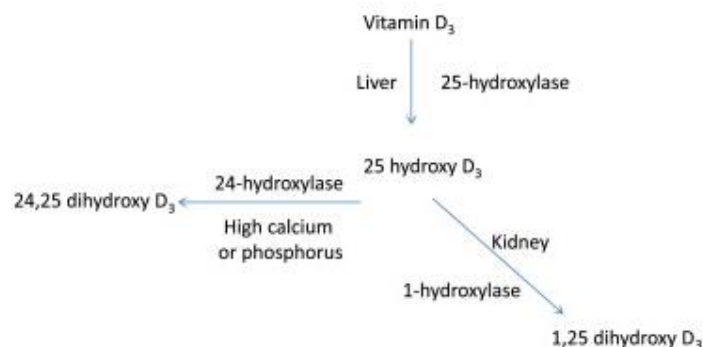 Vitamin D₃
Liver 25-hydroxylase
25 hydroxy D₃
24-hydroxylase
24,25 dihydroxy D₃
High calcium
or phosphorus
Kidney
1-hydroxylase
1,25 dihydroxy D₃